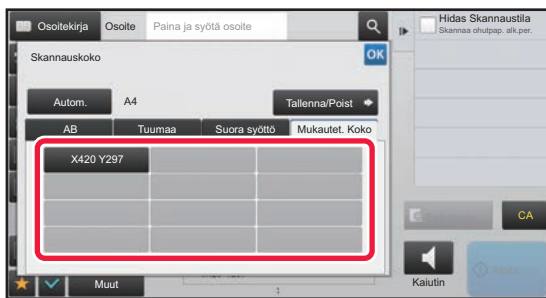 Osoitekirja Osoite Paina ja syötä osoite
Hidas Skannaustila
Skannaa ohutpap. alk.per.
Skannauskoko OK
Autom. A4 Tallenna/Poist
AB Tuumaa Suora syöttö Mukautet. Koko
X420 Y297
CA
Muut
1
Kaiutin